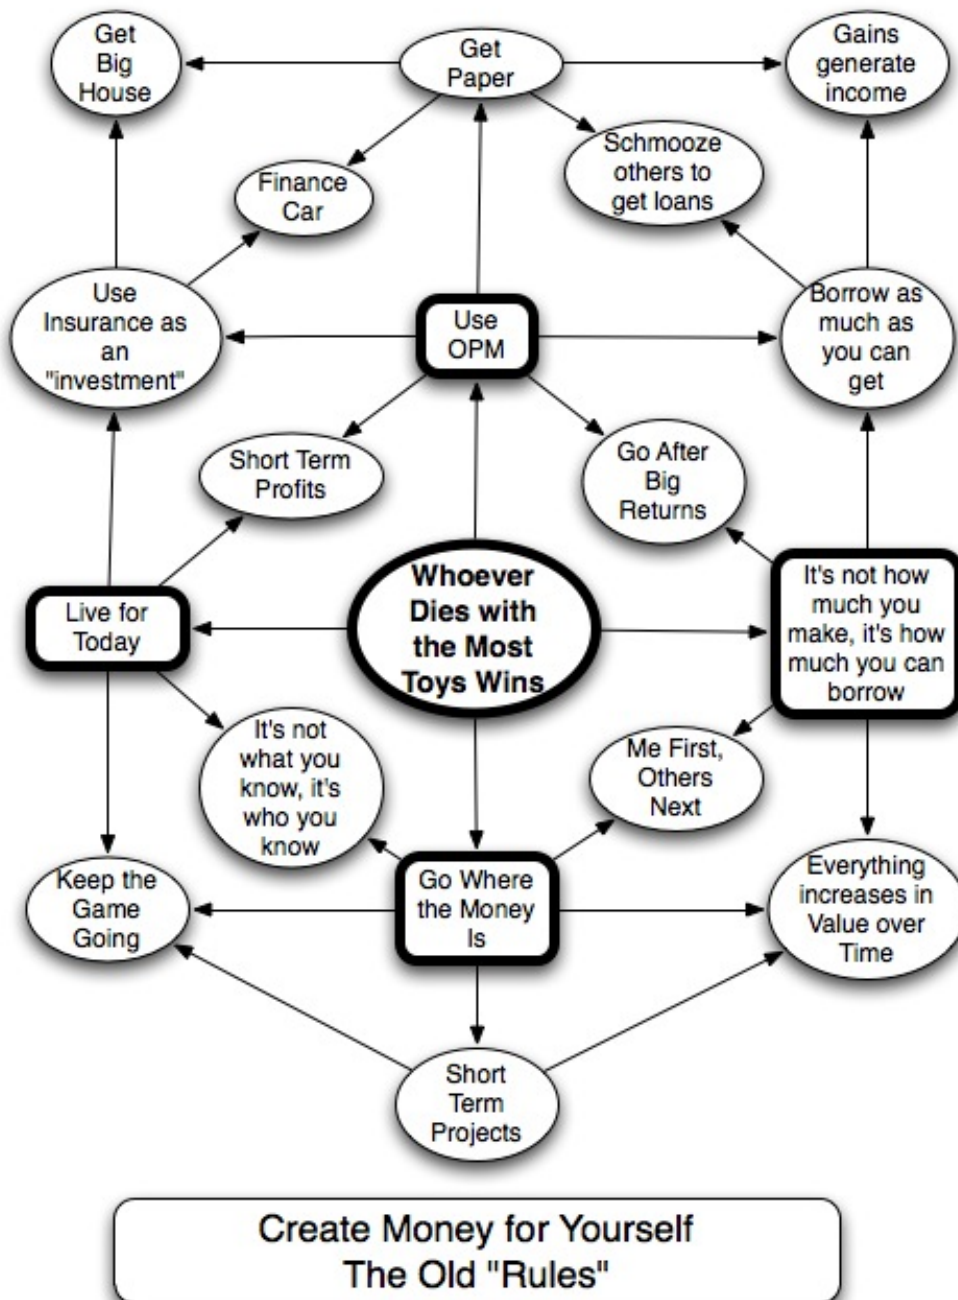 Get
Big
House
Get
Paper
Gains
generate
income
Finance
Car
Schmooze
others to
get loans
Use
Insurance as
an
"investment"
Use
OPM
Borrow as
much as
you can
get
Short Term
Profits
Go After
Big
Returns
Live for
Today
Whoever
Dies with
the Most
Toys Wins
It's not how
much you
make, it's how
much you can
borrow
It's not
what you
know, it's
who you
know
Me First,
Others
Next
Keep the
Game
Going
Go Where
the Money
Is
Everything
increases in
Value over
Time
Short
Term
Projects
Create Money for Yourself
The Old "Rules"